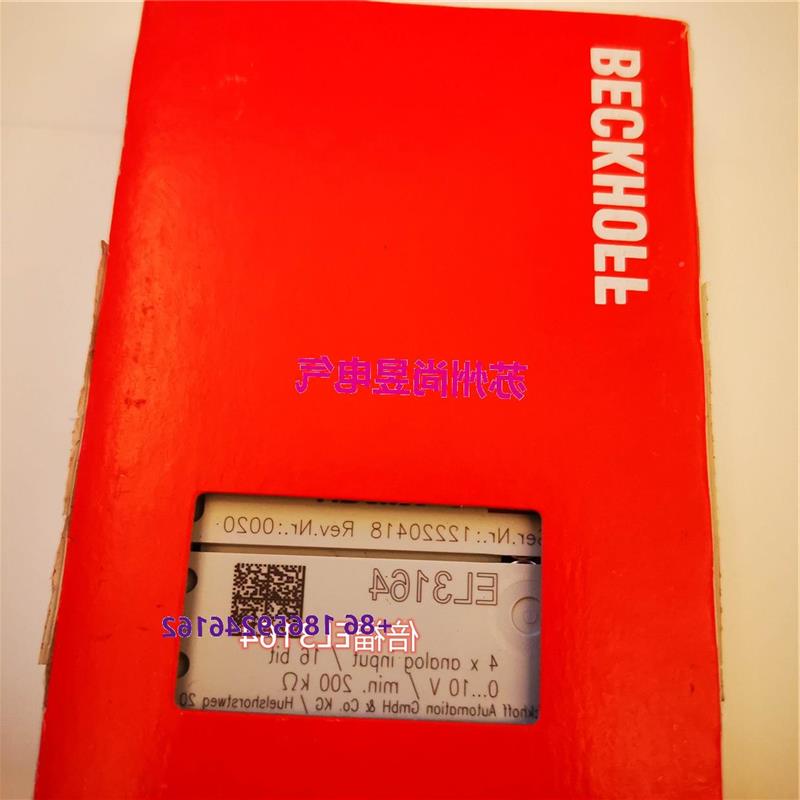 BECKHOFF
苏州尚昱电气
Ser.Nr.: 12220418 Rev.Nr.:0020
EL3164
+86 18659246162
倍福EL3164
4 x analog input / 16 bit
0...10 V / min. 200 kΩ
ckhoff Automation GmbH & Co. KG / Huelshorstweg 20